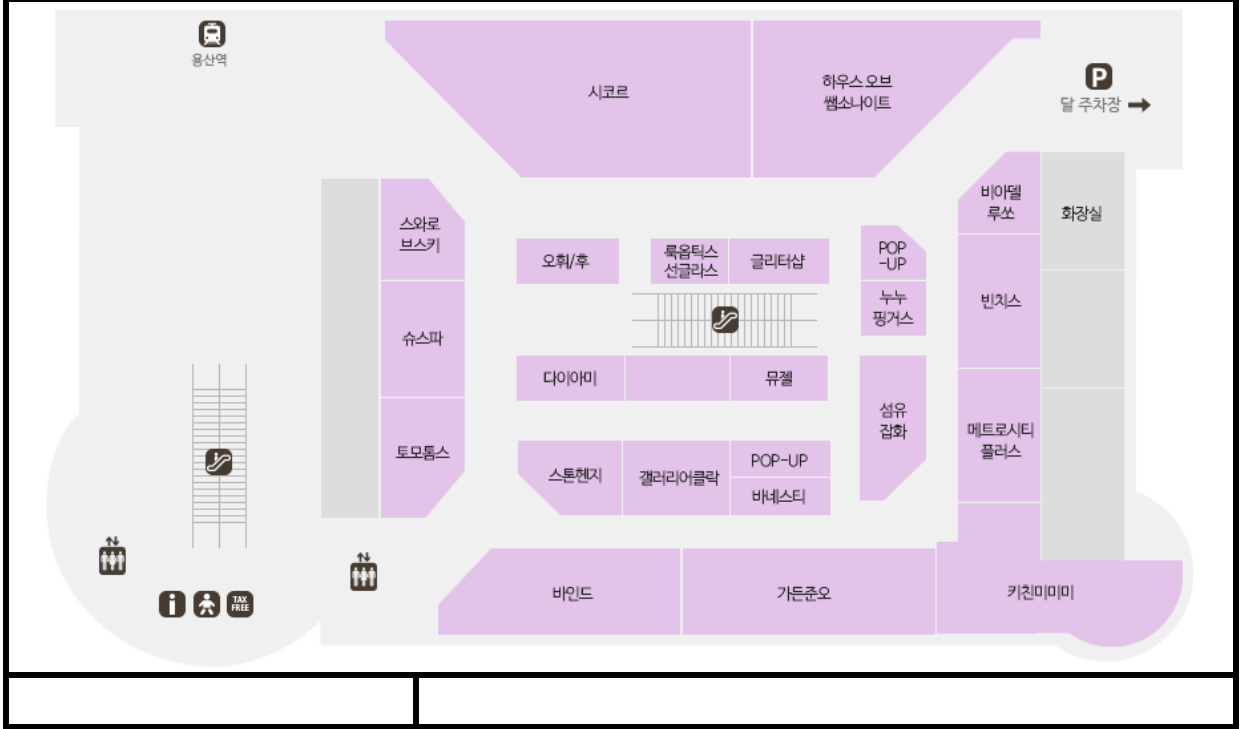 용산역
시코르
하우스 오브
쌤소나이트
P
달 주차장
비아델
루쏘
화장실
스와로
브스키
오휘/후
룩옵틱스
선글라스
글리터샵
POP
-UP
누누
핑거스
빈치스
슈스파
다이아미
뮤젤
섬유
잡화
메트로시티
플러스
토모톰스
스톤헨지
갤러리어클락
POP-UP
바네스티
바인드
가든준오
키친미미미
i
TAX
FREE